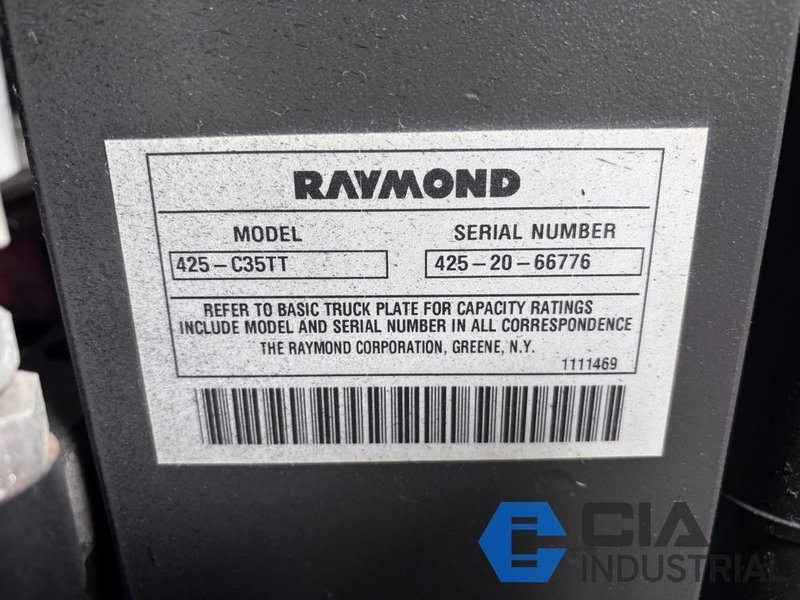 RAYMOND
MODEL SERIAL NUMBER
425-C35TT 425-20-66776
REFER TO BASIC TRUCK PLATE FOR CAPACITY RATINGS
INCLUDE MODEL AND SERIAL NUMBER IN ALL CORRESPONDENCE
THE RAYMOND CORPORATION, GREENE, N.Y.
1111469
CIA
INDUSTRIAL